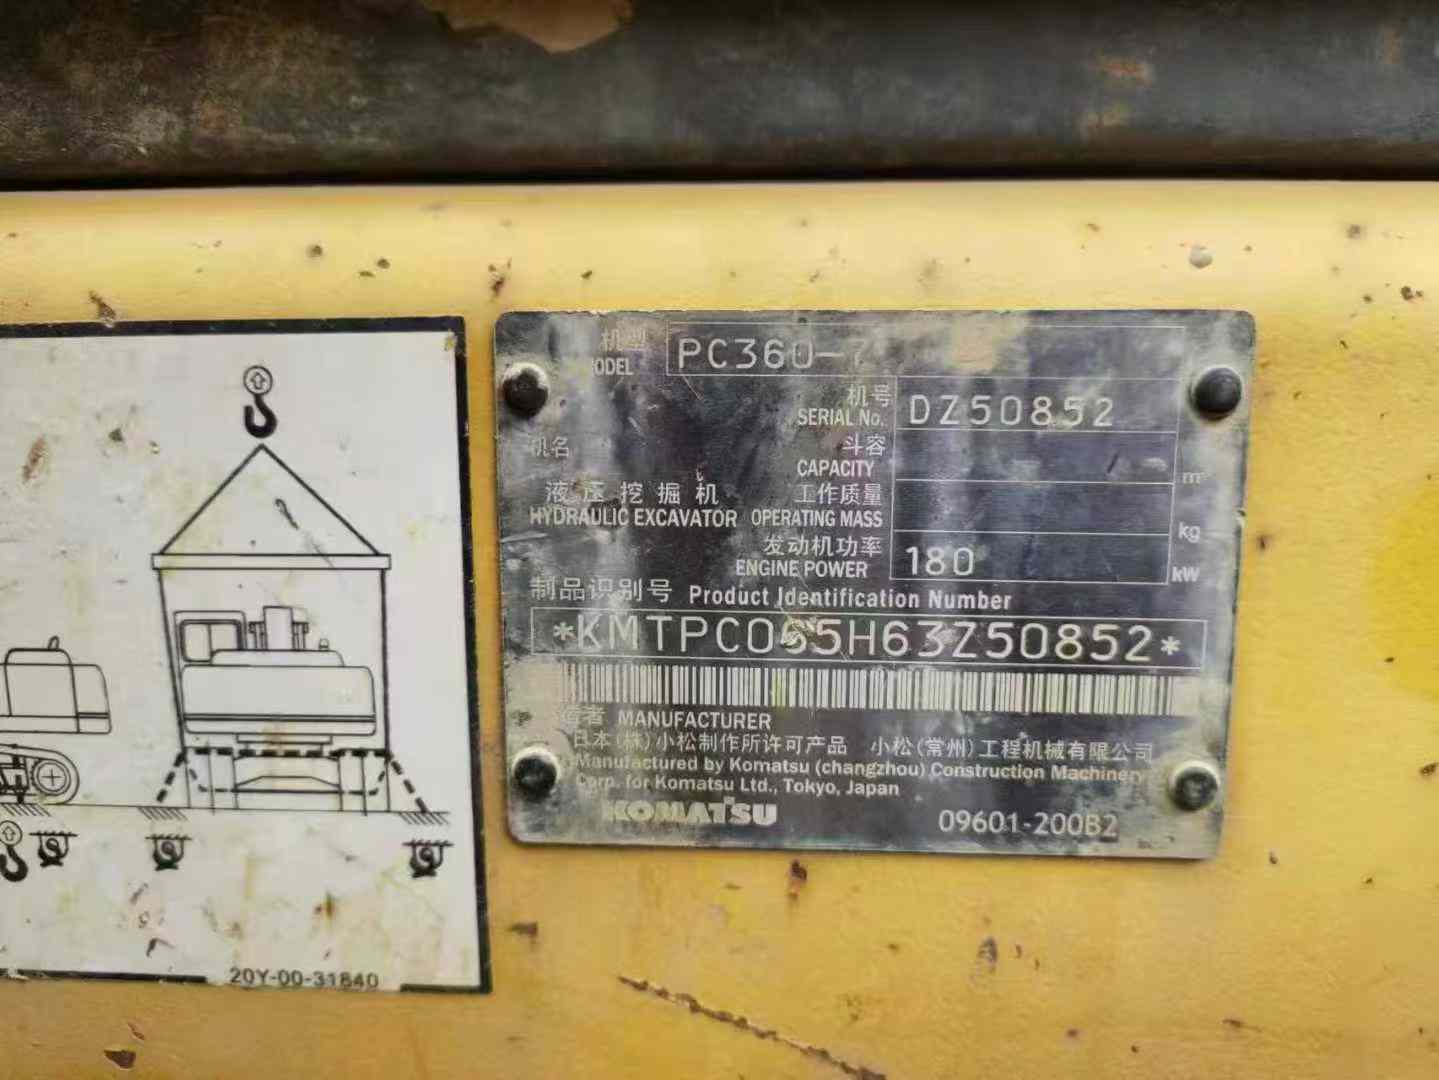 机型
MODEL PC360-7
机号
SERIAL No. DZ50852
机名
斗容
CAPACITY m
液压挖掘机
工作质量
HYDRAULIC EXCAVATOR OPERATING MASS kg
发动机功率
ENGINE POWER 180 kW
制品识别号 Product Identification Number
*KMTPC0S5H63Z50852*
造者 MANUFACTURER
日本(株)小松制作所许可产品 小松(常州)工程机械有限公司
Manufactured by Komatsu (changzhou) Construction Machinery
Corp. for Komatsu Ltd., Tokyo, Japan
KOMATSU 09601-200B2
20Y-00-31840